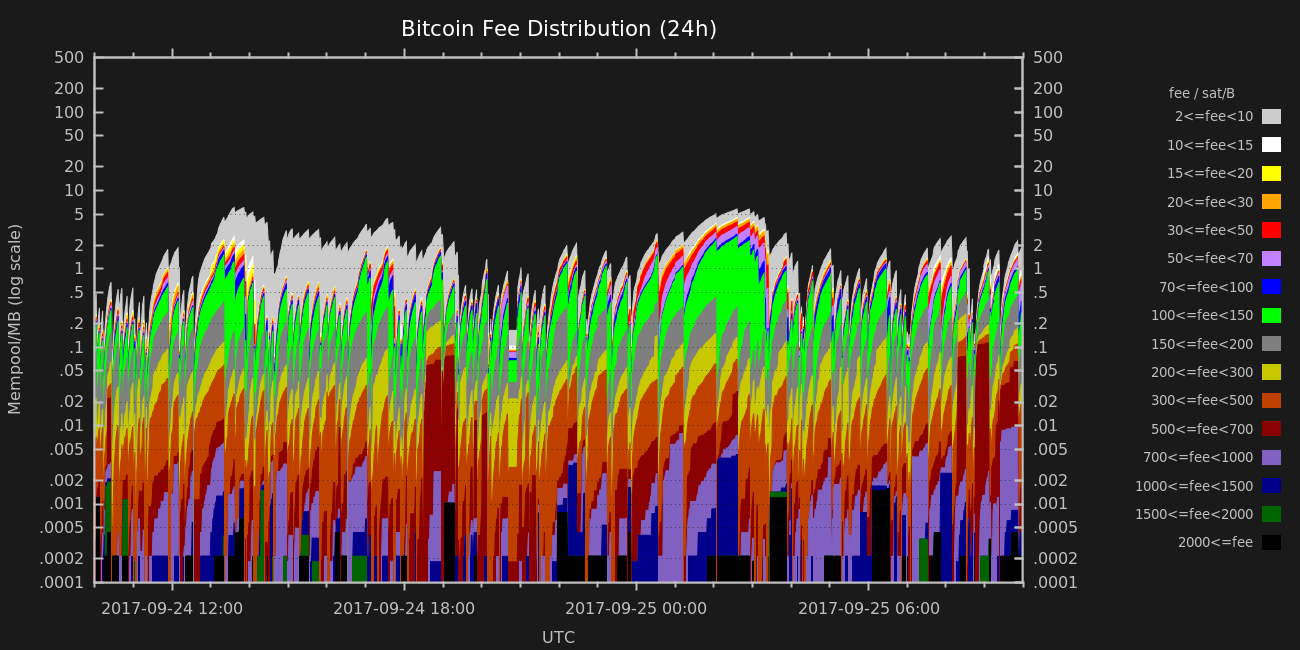 Bitcoin Fee Distribution (24h)
500
200
100
50
20
10
5
2
1
.5
.2
.1
.05
.02
.01
.005
.002
.001
.0005
.0002
.0001
Mempool/MB (log scale)
500
200
100
50
20
10
5
2
1
.5
.2
.1
.05
.02
.01
.005
.002
.001
.0005
.0002
.0001
2017-09-24 12:00
2017-09-24 18:00
2017-09-25 00:00
2017-09-25 06:00
UTC
fee / sat/B
2<=fee<10
10<=fee<15
15<=fee<20
20<=fee<30
30<=fee<50
50<=fee<70
70<=fee<100
100<=fee<150
150<=fee<200
200<=fee<300
300<=fee<500
500<=fee<700
700<=fee<1000
1000<=fee<1500
1500<=fee<2000
2000<=fee